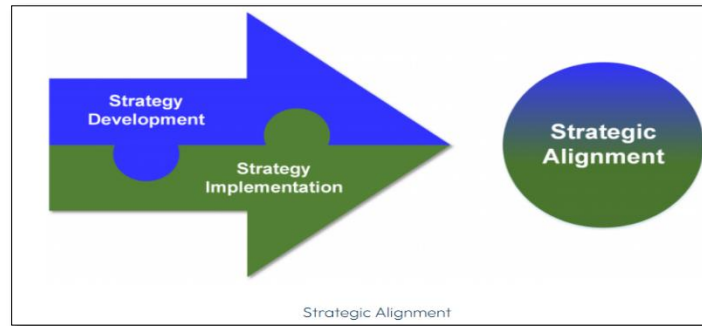 Strategy
Development
Strategy
Implementation
Strategic
Alignment
Strategic Alignment